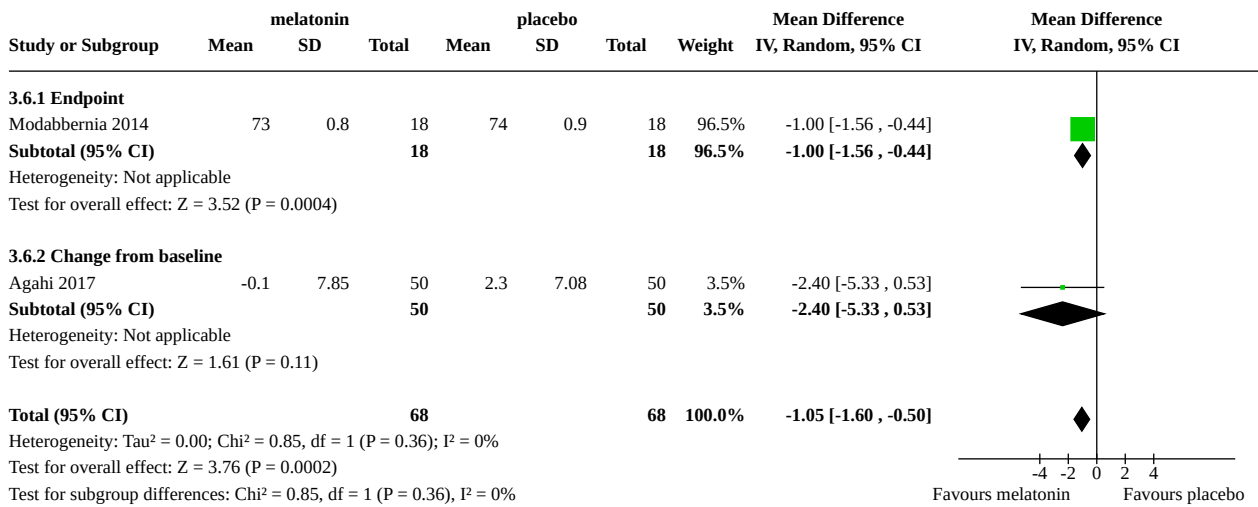 melatonin placebo Mean Difference Mean Difference
Study or Subgroup Mean SD Total Mean SD Total Weight IV, Random, 95% CI IV, Random, 95% CI
3.6.1 Endpoint
Modabbernia 2014 73 0.8 18 74 0.9 18 96.5% -1.00 [-1.56 , -0.44]
Subtotal (95% CI) 18 18 96.5% -1.00 [-1.56 , -0.44]
Heterogeneity: Not applicable
Test for overall effect: Z = 3.52 (P = 0.0004)
3.6.2 Change from baseline
Agahi 2017 -0.1 7.85 50 2.3 7.08 50 3.5% -2.40 [-5.33 , 0.53]
Subtotal (95% CI) 50 50 3.5% -2.40 [-5.33 , 0.53]
Heterogeneity: Not applicable
Test for overall effect: Z = 1.61 (P = 0.11)
Total (95% CI) 68 68 100.0% -1.05 [-1.60 , -0.50]
Heterogeneity: Tau² = 0.00; Chi² = 0.85, df = 1 (P = 0.36); I² = 0%
Test for overall effect: Z = 3.76 (P = 0.0002)
-4 -2 0 2 4
Test for subgroup differences: Chi² = 0.85, df = 1 (P = 0.36), I² = 0% Favours melatonin Favours placebo